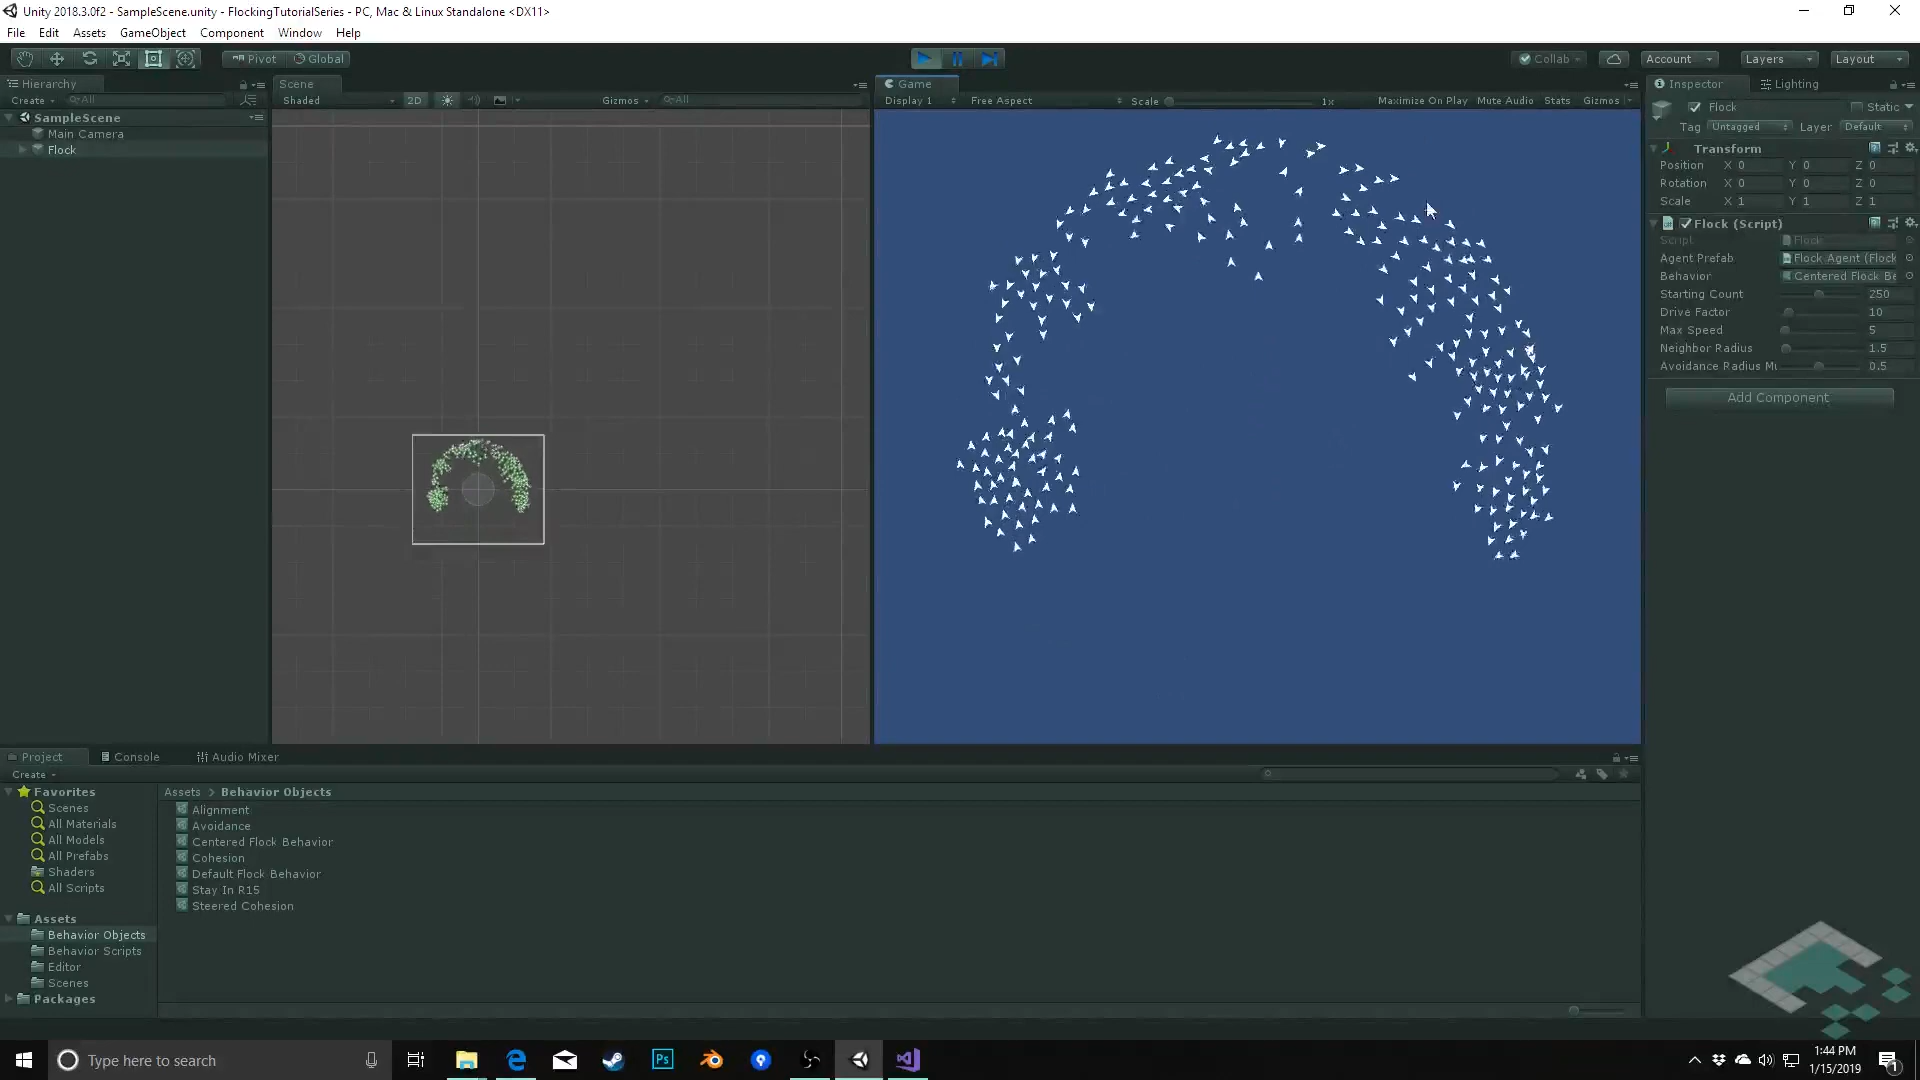 Unity 2018.3.0f2 - SampleScene.unity - FlockingTutorialSeries - PC, Mac & Linux Standalone <DX11>
File Edit Assets GameObject Component Window Help
Pivot Global Collab Account Layers Layout
Hierarchy
Create All
SampleScene
Main Camera
Flock
Scene
Shaded 2D Gizmos All
Game
Display 1 Free Aspect Scale 1x Maximize On Play Mute Audio Stats Gizmos
Inspector Lighting
Flock Static
Tag Untagged Layer Default
Transform
Position X 0 Y 0 Z 0
Rotation X 0 Y 0 Z 0
Scale X 1 Y 1 Z 1
Flock (Script)
Script Flock
Agent Prefab Flock Agent (Flock
Behavior Centered Flock Be
Starting Count 250
Drive Factor 10
Max Speed 5
Neighbor Radius 1.5
Avoidance Radius Mu 0.5
Add Component
Project Console Audio Mixer
Create
Favorites
Scenes
All Materials
All Models
All Prefabs
Shaders
All Scripts
Assets
Behavior Objects
Behavior Scripts
Editor
Scenes
Packages
Assets > Behavior Objects
Alignment
Avoidance
Centered Flock Behavior
Cohesion
Default Flock Behavior
Stay In R15
Steered Cohesion
Type here to search
Ps
1:44 PM
1/15/2019
1